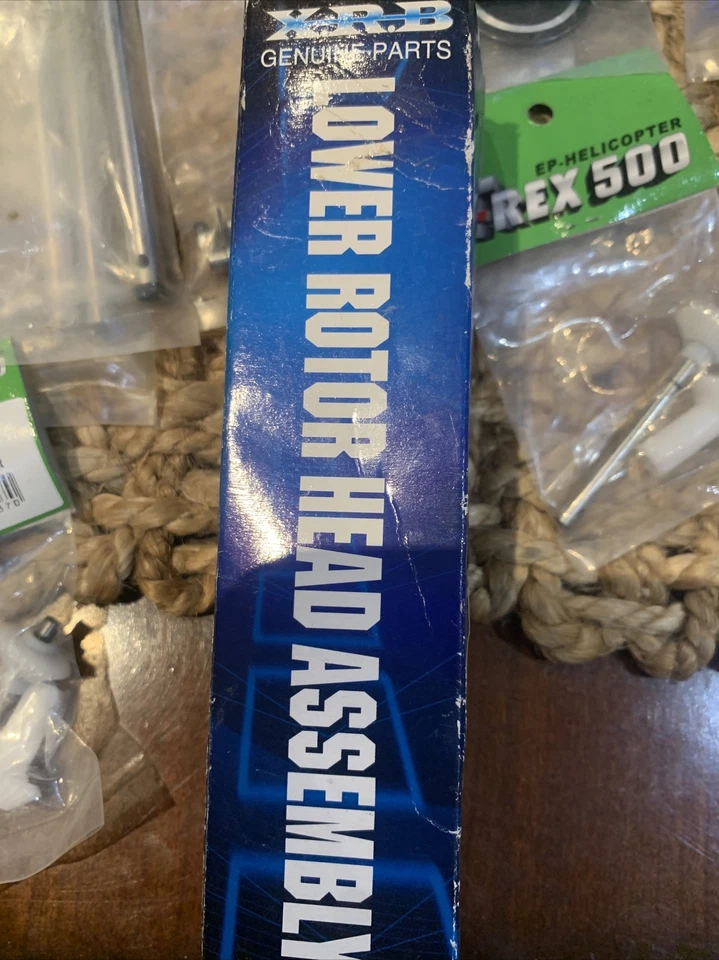 X.R.B
GENUINE PARTS
LOWER ROTOR HEAD ASSEMBLY
EP-HELICOPTER
REX 500